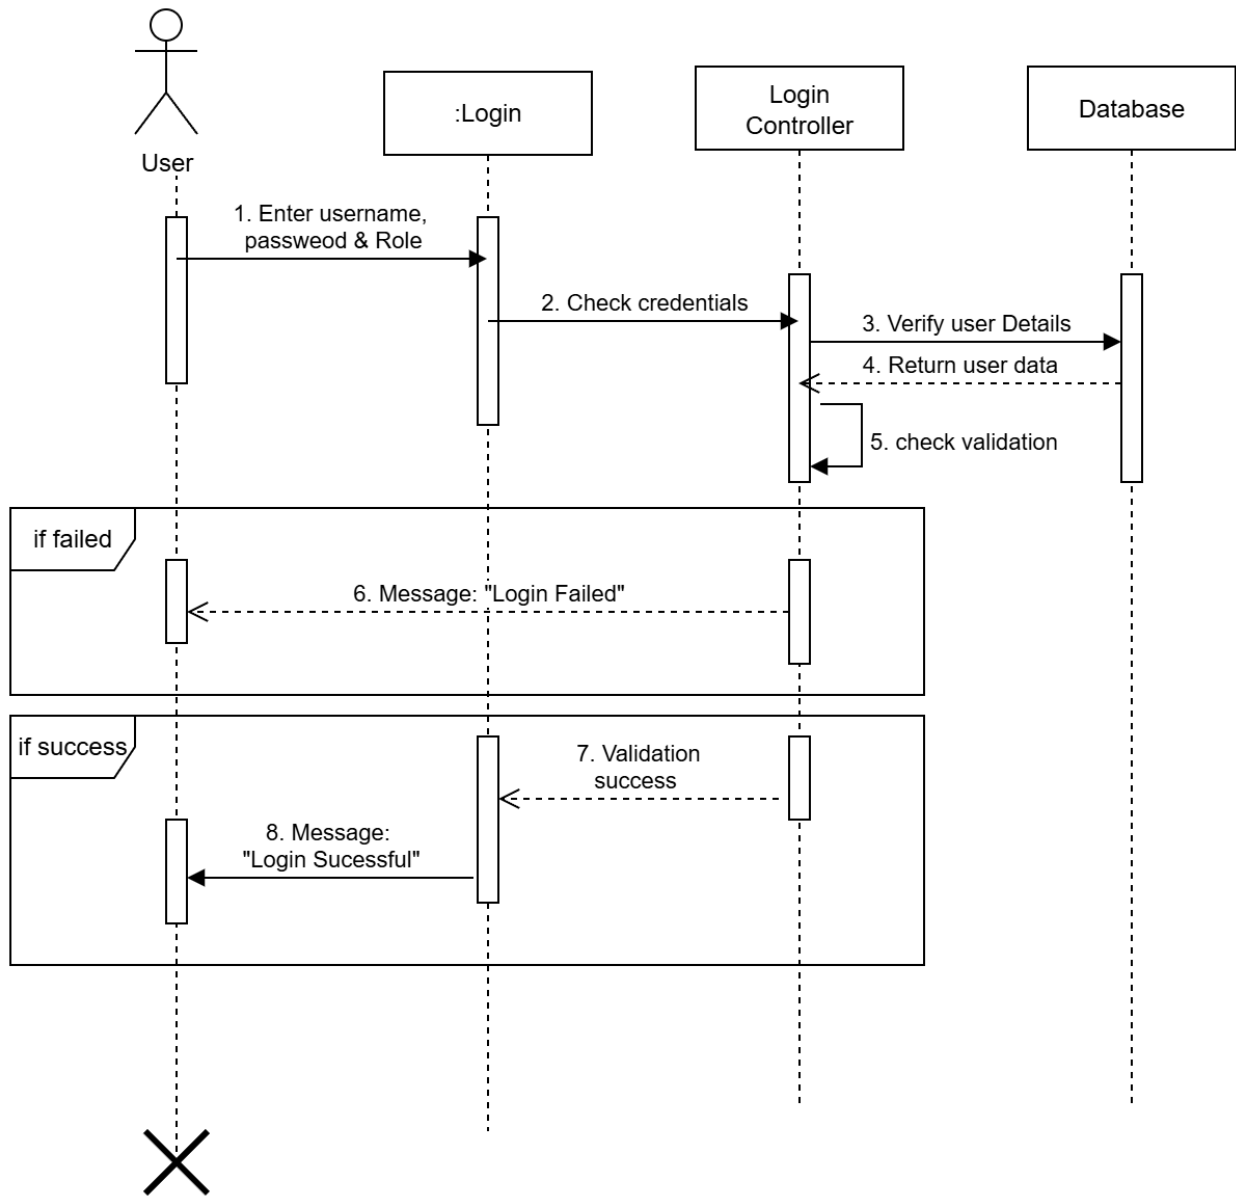 User
:Login
Login
Controller
Database
1. Enter username,
passweod & Role
2. Check credentials
3. Verify user Details
4. Return user data
5. check validation
if failed
6. Message: "Login Failed"
if success
7. Validation
success
8. Message:
"Login Sucessful"